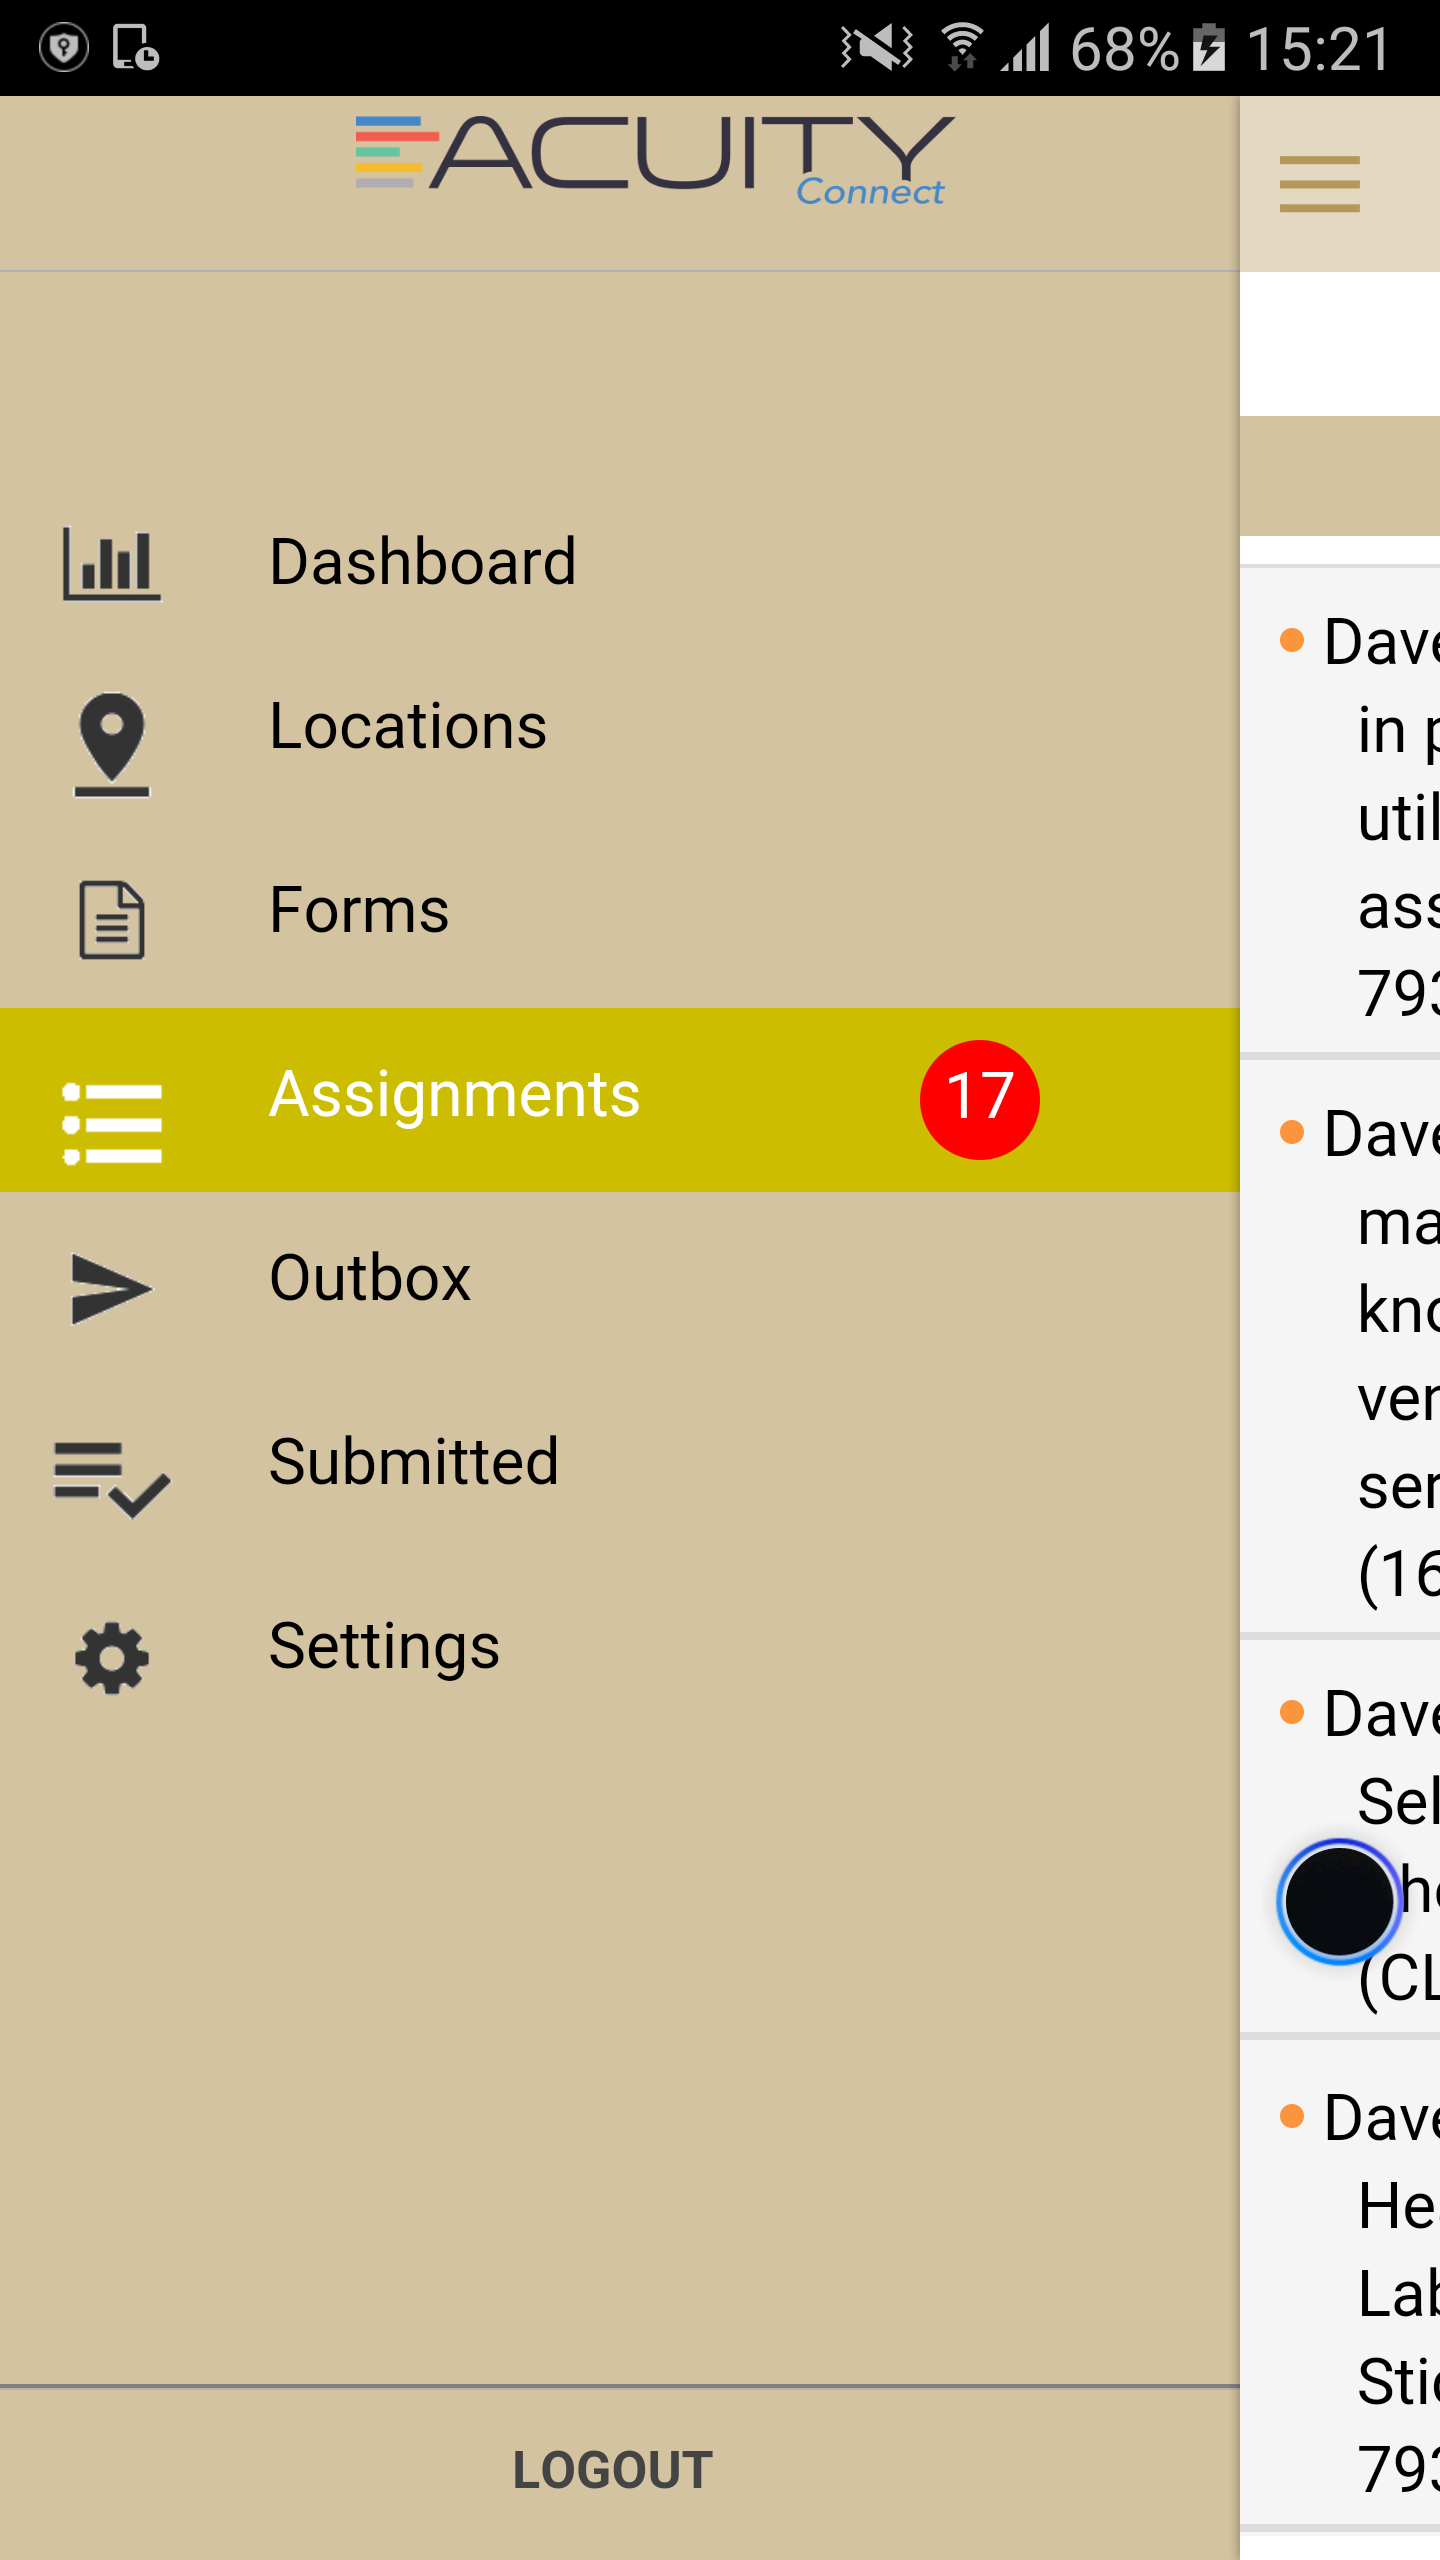 68% 15:21
ACUITY
Connect
Dashboard
Locations
Forms
Assignments 17
Outbox
Submitted
Settings
LOGOUT
Dave
in p
util
ass
793
Dave
ma
kno
ver
ser
(16
Dave
Sel
(CL
Dave
He
Lab
Stic
793